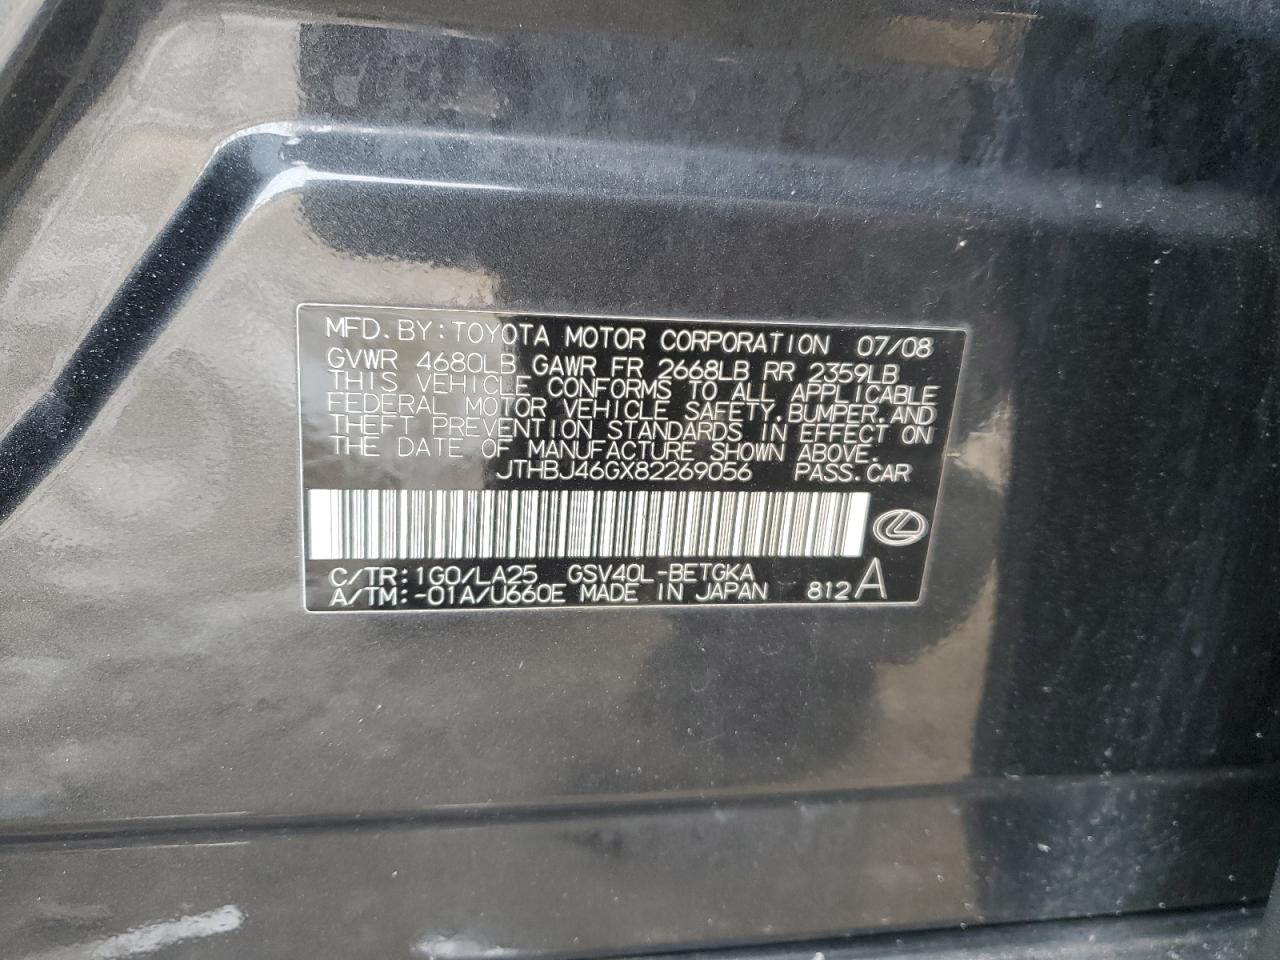 MFD. BY: TOYOTA MOTOR CORPORATION 07/08
GVWR 4680LB GAWR FR 2668LB RR 2359LB
THIS VEHICLE CONFORMS TO ALL APPLICABLE
FEDERAL MOTOR VEHICLE SAFETY, BUMPER, AND
THEFT PREVENTION STANDARDS IN EFFECT ON
THE DATE OF MANUFACTURE SHOWN ABOVE.
JTHBJ46GX82269056 PASS. CAR
C/TR: 1G0/LA25 GSV40L-BETGKA
A/TM: -01A/U660E MADE IN JAPAN 812 A